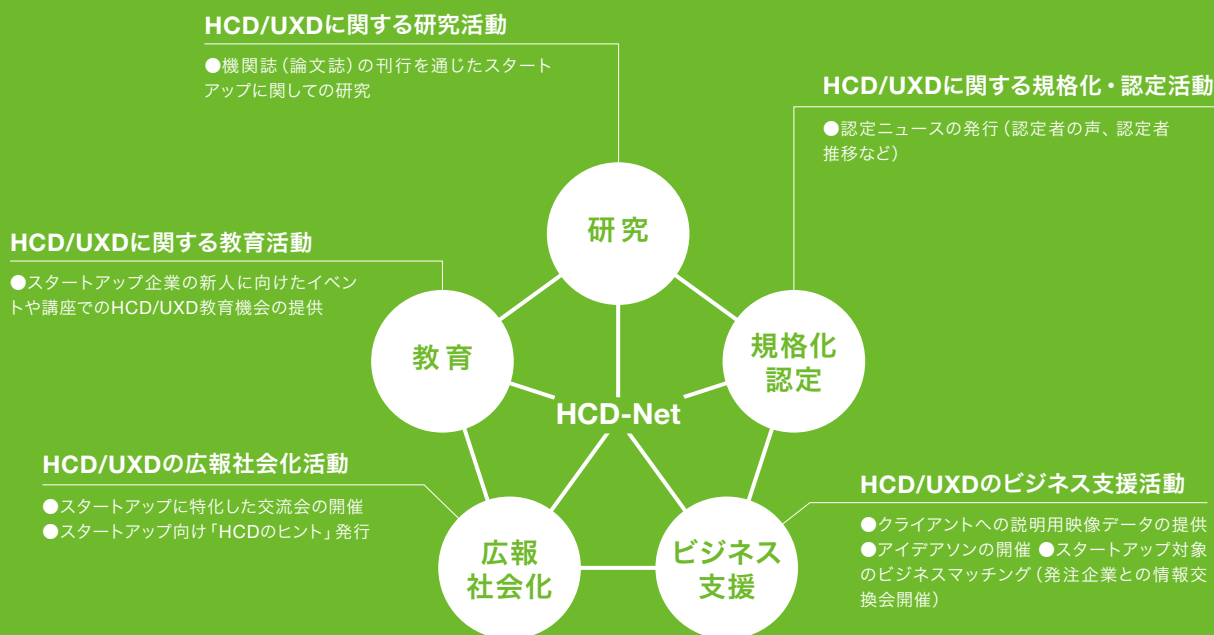 HCD/UXDに関する研究活動
●機関誌（論文誌）の刊行を通じたスタート
アップに関しての研究
HCD/UXDに関する規格化・認定活動
●認定ニュースの発行（認定者の声、認定者
推移など）
研究
HCD/UXDに関する教育活動
●スタートアップ企業の新人に向けたイベン
トや講座でのHCD/UXD教育機会の提供
教育
規格化
認定
HCD-Net
HCD/UXDの広報社会化活動
●スタートアップに特化した交流会の開催
●スタートアップ向け「HCDのヒント」発行
広報
社会化
ビジネス
支援
HCD/UXDのビジネス支援活動
●クライアントへの説明用映像データの提供
●アイデアソンの開催 ●スタートアップ対象
のビジネスマッチング（発注企業との情報交
換会開催）